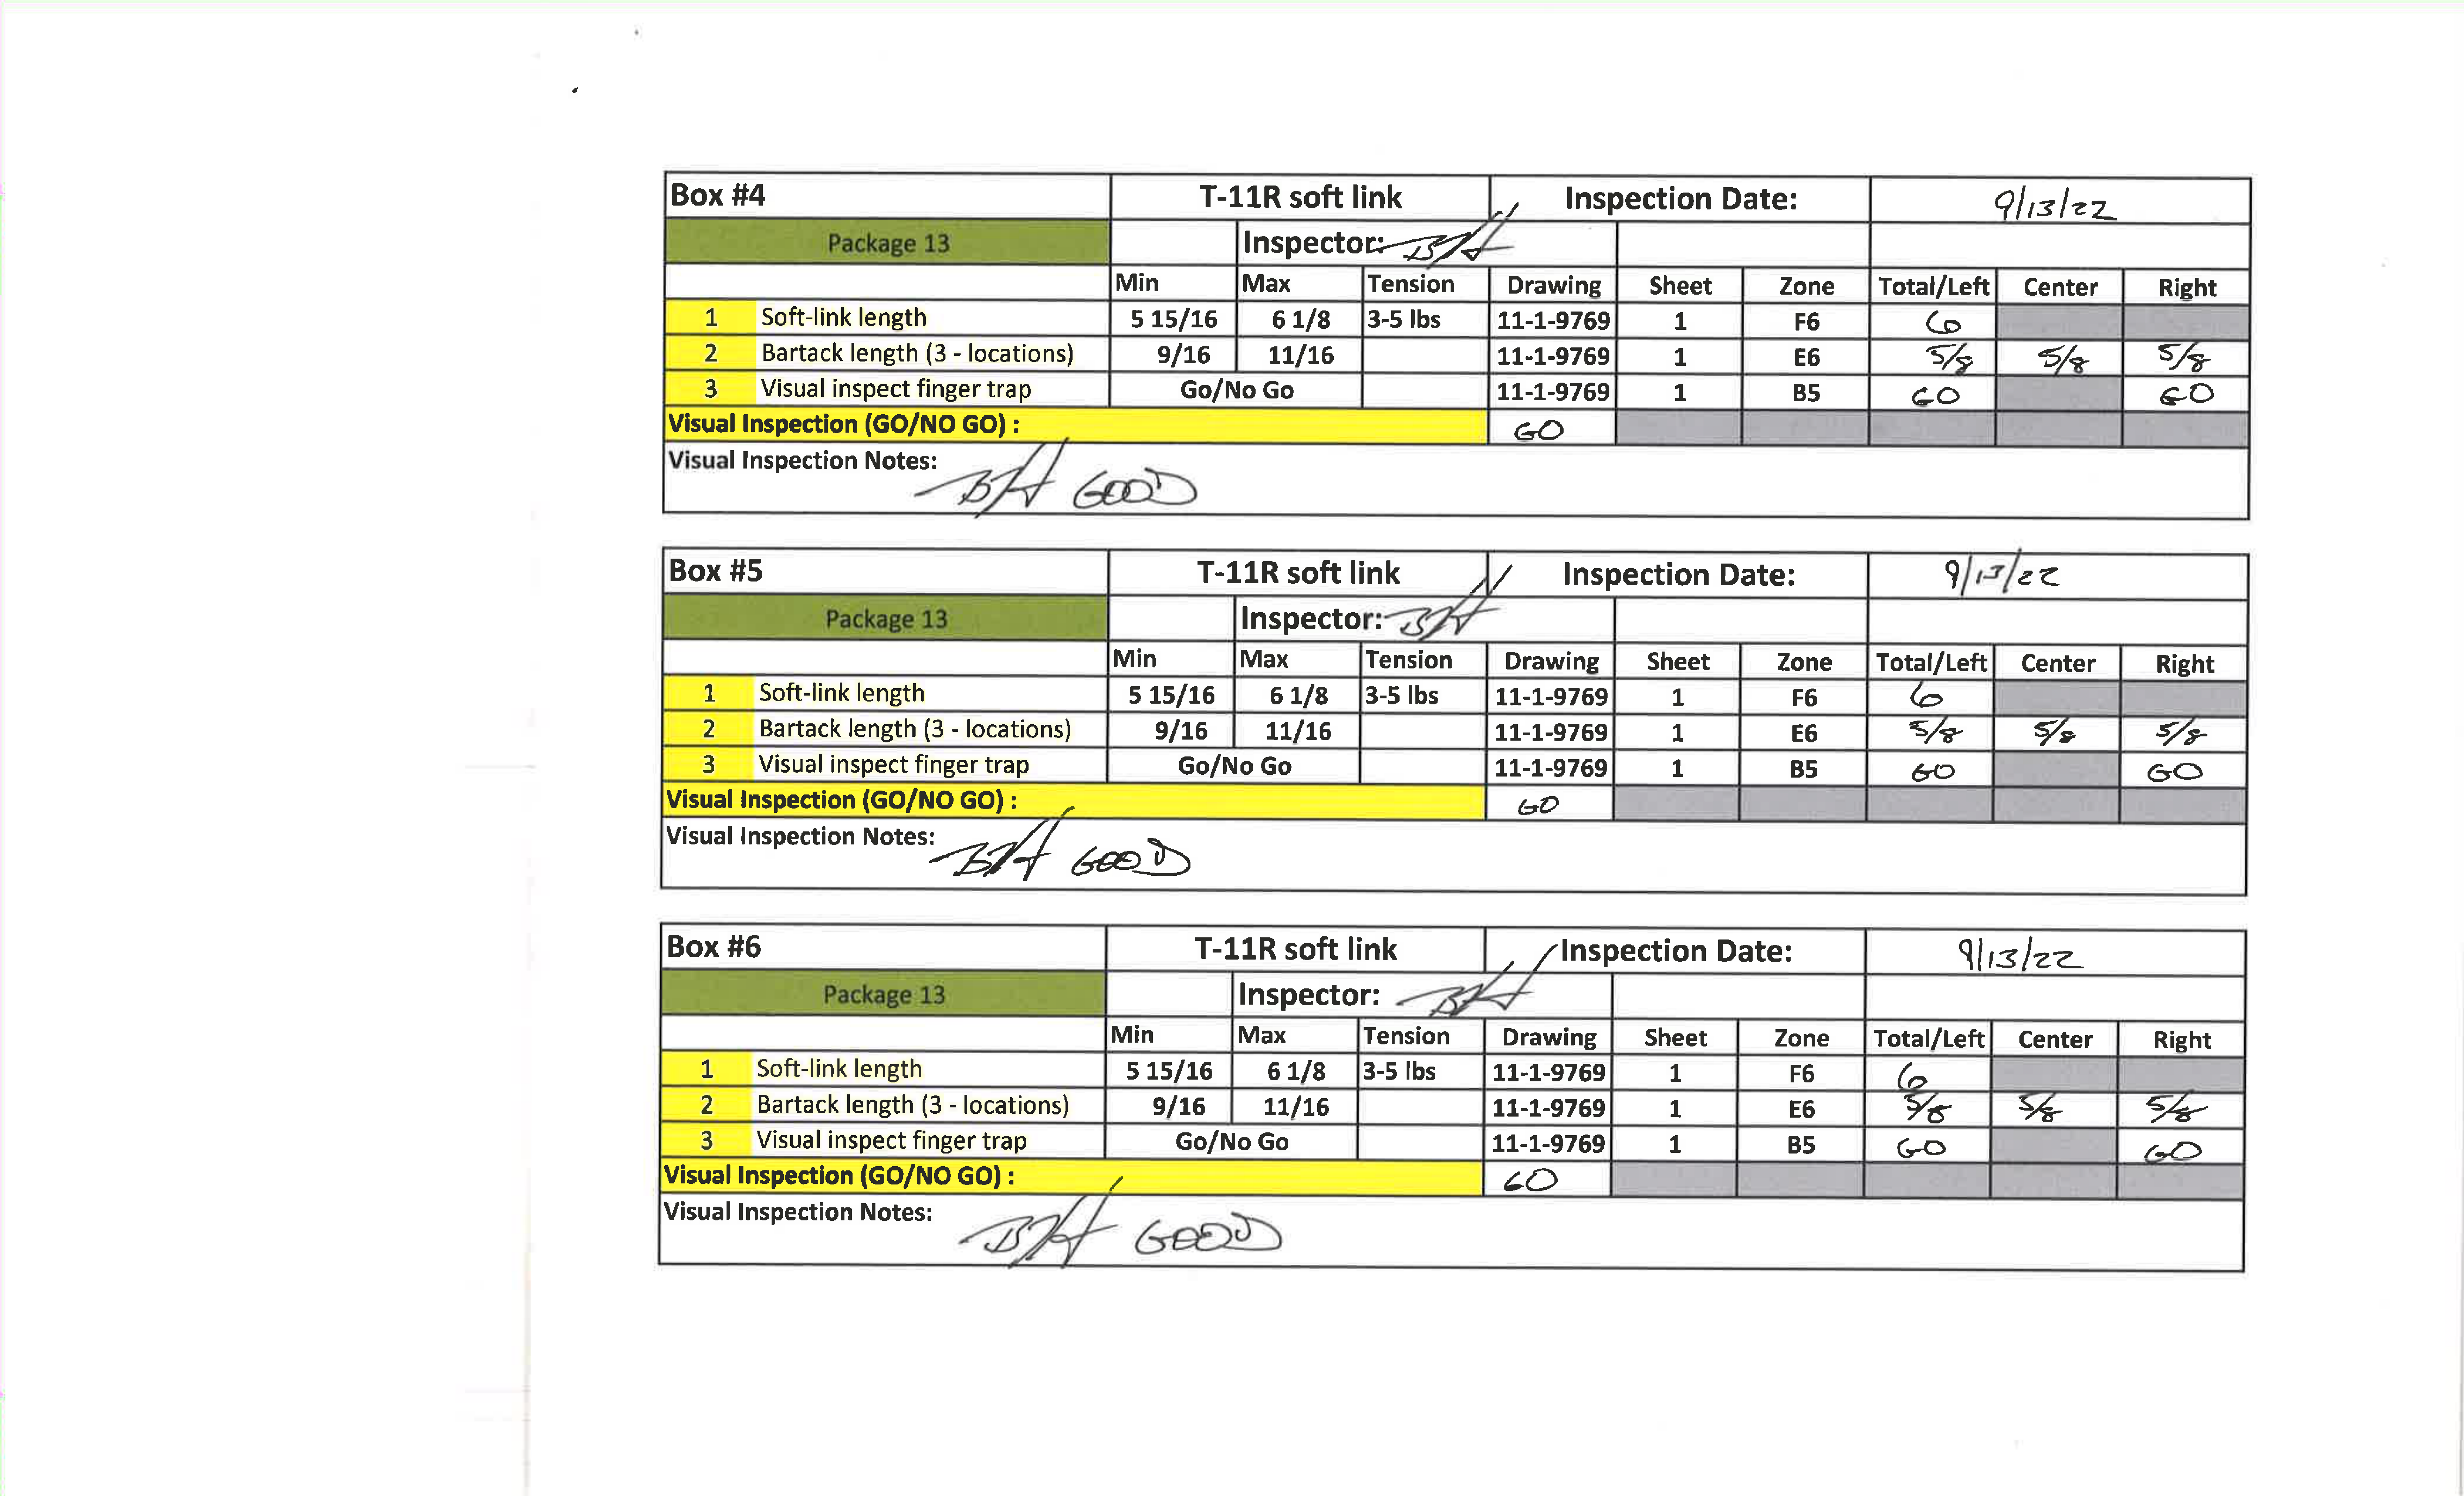 Box #4 T-11R soft link Inspection Date: 9/13/22
Package 13 Inspector: BH
Min Max Tension Drawing Sheet Zone Total/Left Center Right
1 Soft-link length 5 15/16 6 1/8 3-5 lbs 11-1-9769 1 F6 6
2 Bartack length (3 - locations) 9/16 11/16 11-1-9769 1 E6 5/8 5/8 5/8
3 Visual inspect finger trap Go/No Go 11-1-9769 1 B5 GO GO
Visual Inspection (GO/NO GO) : GO
Visual Inspection Notes: BH GOOD
Box #5 T-11R soft link Inspection Date: 9/13/22
Package 13 Inspector: BH
Min Max Tension Drawing Sheet Zone Total/Left Center Right
1 Soft-link length 5 15/16 6 1/8 3-5 lbs 11-1-9769 1 F6 6
2 Bartack length (3 - locations) 9/16 11/16 11-1-9769 1 E6 5/8 5/8 5/8
3 Visual inspect finger trap Go/No Go 11-1-9769 1 B5 GO GO
Visual Inspection (GO/NO GO) : GO
Visual Inspection Notes: BH GOOD
Box #6 T-11R soft link Inspection Date: 9/13/22
Package 13 Inspector: BH
Min Max Tension Drawing Sheet Zone Total/Left Center Right
1 Soft-link length 5 15/16 6 1/8 3-5 lbs 11-1-9769 1 F6 6
2 Bartack length (3 - locations) 9/16 11/16 11-1-9769 1 E6 5/8 5/8 5/8
3 Visual inspect finger trap Go/No Go 11-1-9769 1 B5 GO GO
Visual Inspection (GO/NO GO) : GO
Visual Inspection Notes: BH GOOD